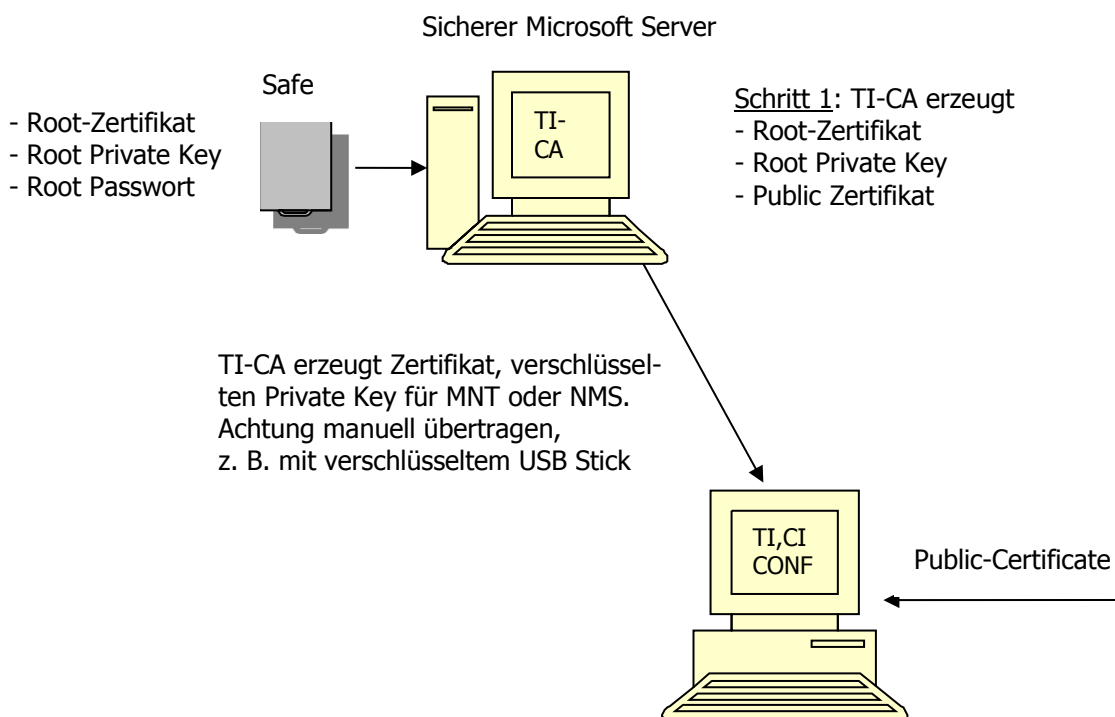 Sicherer Microsoft Server
Safe
- Root-Zertifikat
- Root Private Key
- Root Passwort
TI-
CA
Schritt 1: TI-CA erzeugt
- Root-Zertifikat
- Root Private Key
- Public Zertifikat
TI-CA erzeugt Zertifikat, verschlüssel-
ten Private Key für MNT oder NMS.
Achtung manuell übertragen,
z. B. mit verschlüsseltem USB Stick
TI,CI
CONF
Public-Certificate